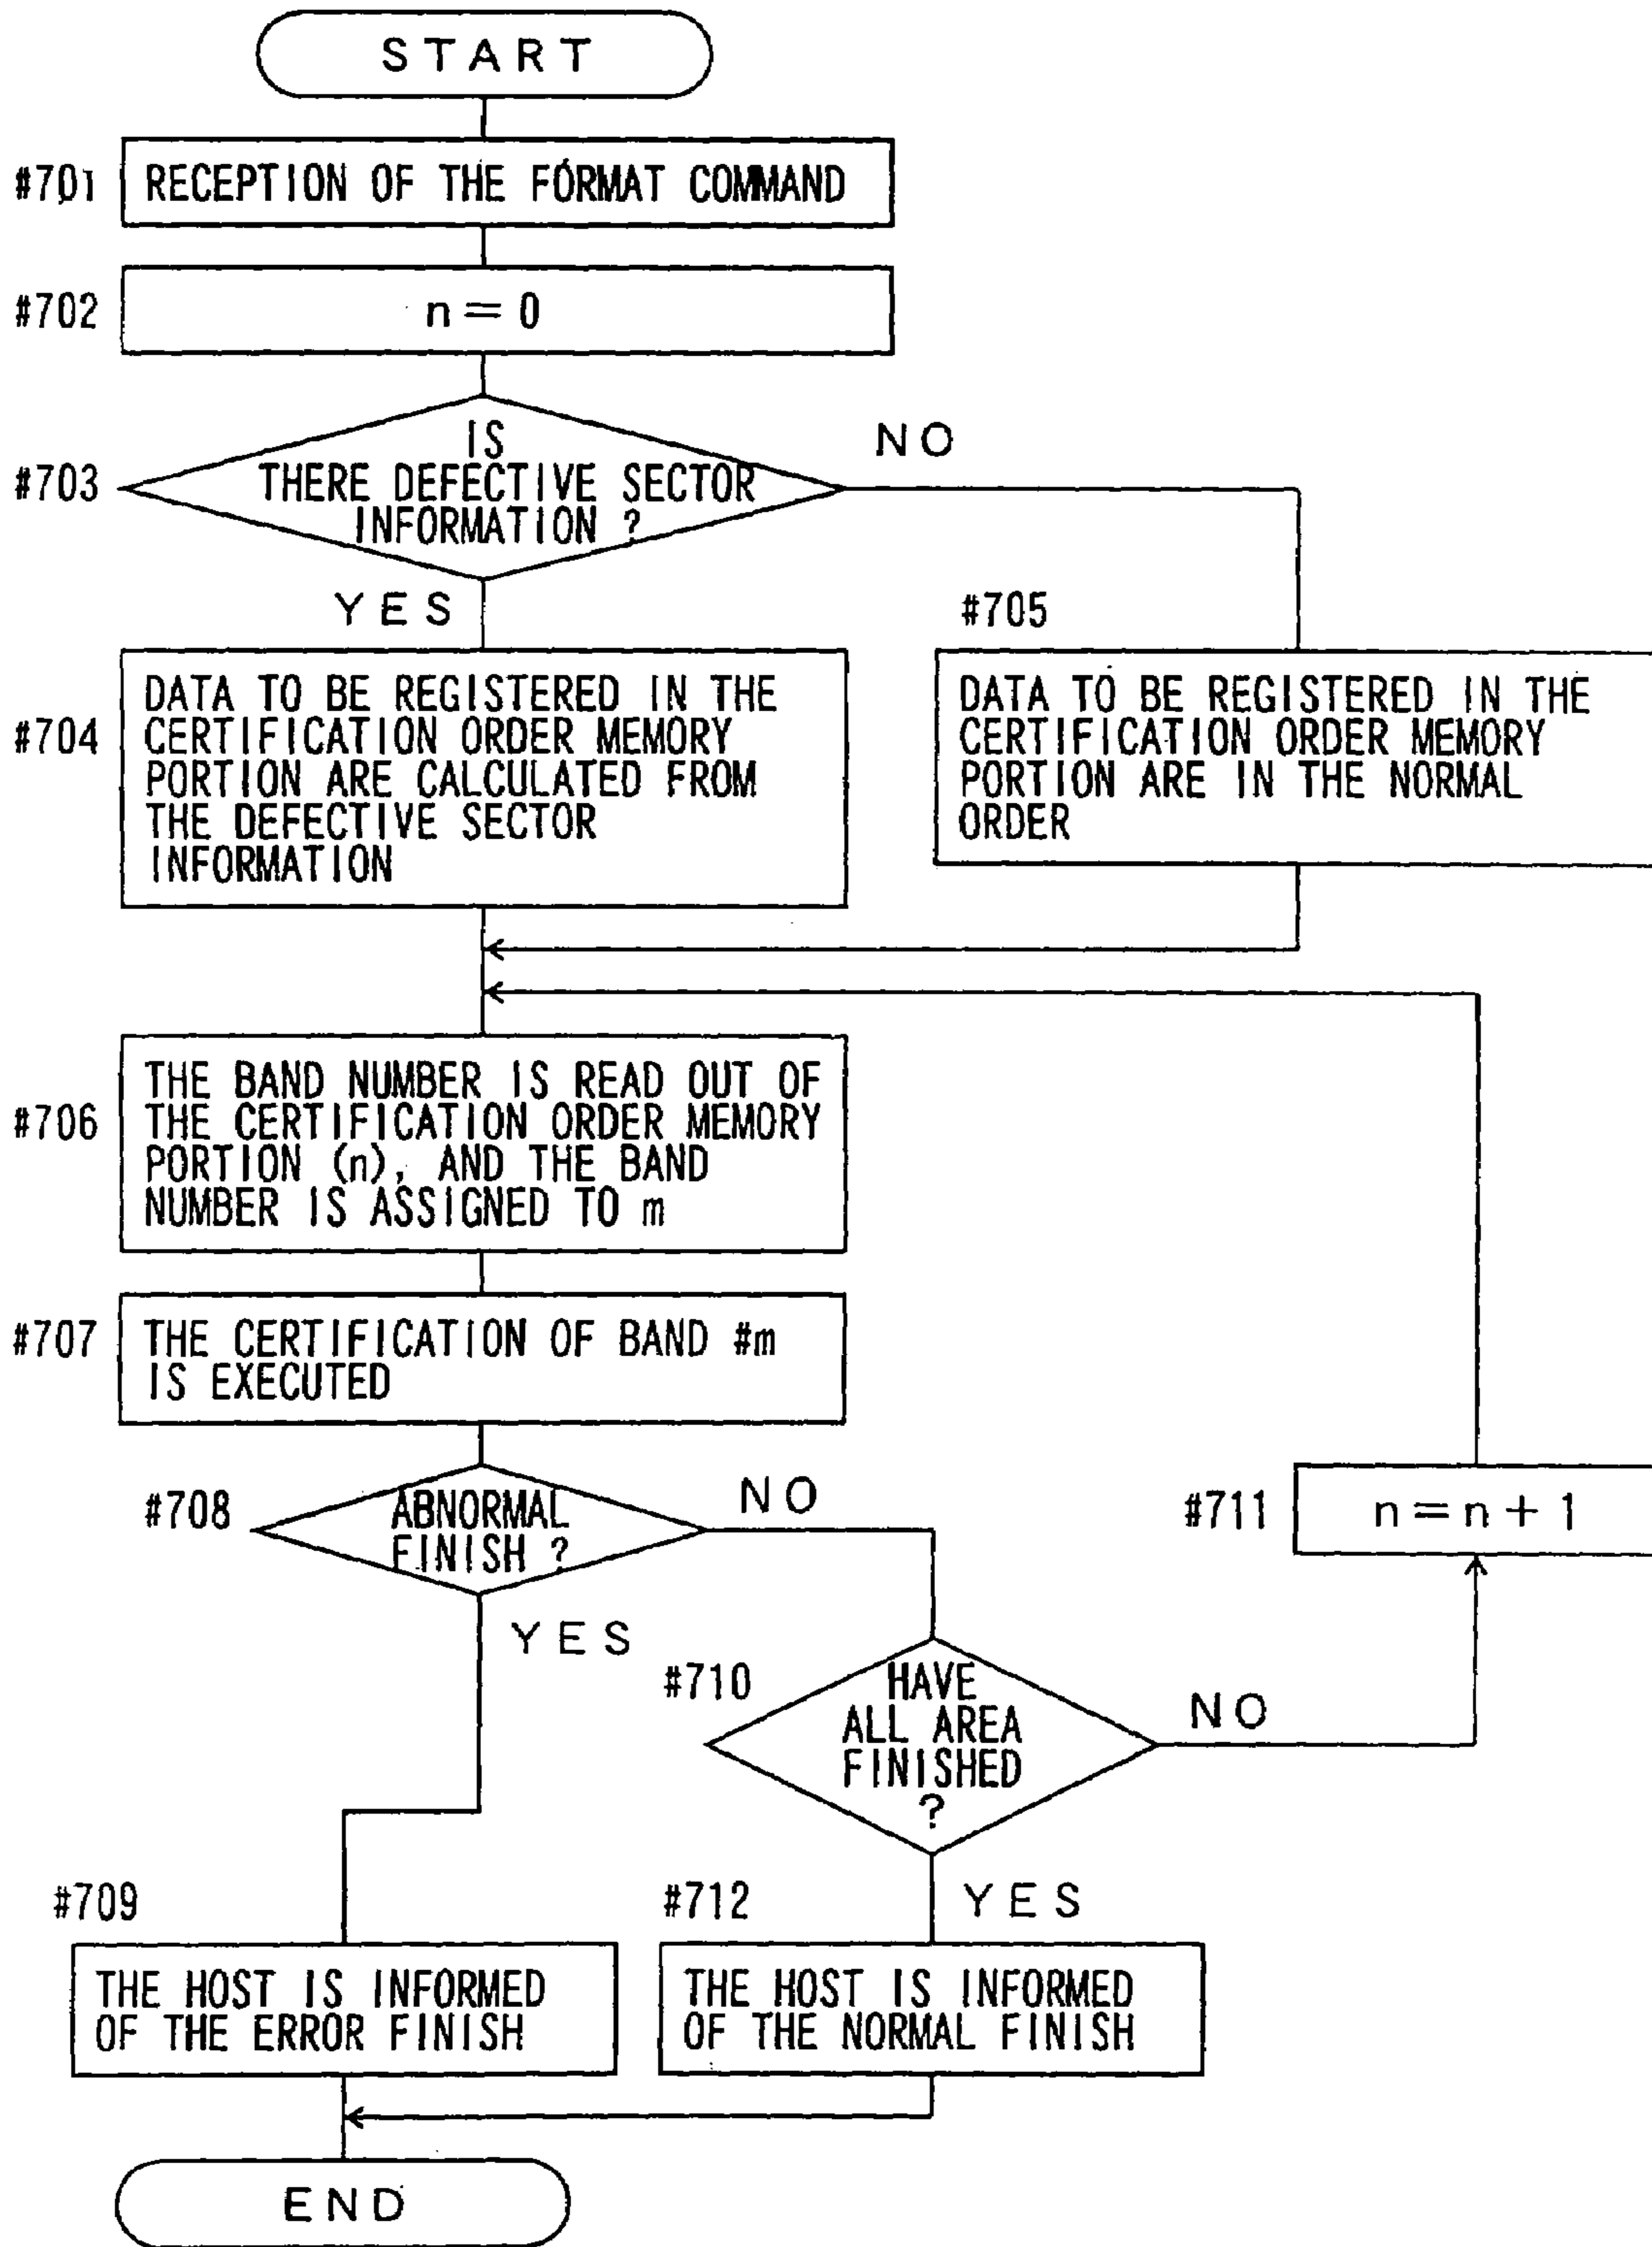 START
#701 RECEPTION OF THE FORMAT COMMAND
#702 n = 0
#703
IS
THERE DEFECTIVE SECTOR
INFORMATION ?
NO
YES
#704
DATA TO BE REGISTERED IN THE
CERTIFICATION ORDER MEMORY
PORTION ARE CALCULATED FROM
THE DEFECTIVE SECTOR
INFORMATION
#705
DATA TO BE REGISTERED IN THE
CERTIFICATION ORDER MEMORY
PORTION ARE IN THE NORMAL
ORDER
#706
THE BAND NUMBER IS READ OUT OF
THE CERTIFICATION ORDER MEMORY
PORTION (n), AND THE BAND
NUMBER IS ASSIGNED TO m
#707
THE CERTIFICATION OF BAND #m
IS EXECUTED
#708
ABNORMAL
FINISH ?
NO
YES
#711 n = n + 1
#710
HAVE
ALL AREA
FINISHED
?
NO
YES
#709
THE HOST IS INFORMED
OF THE ERROR FINISH
#712
THE HOST IS INFORMED
OF THE NORMAL FINISH
END